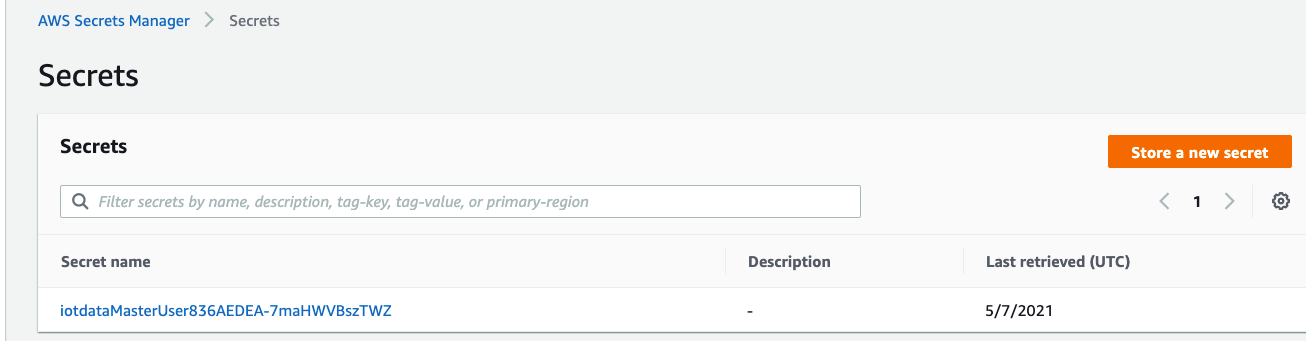 AWS Secrets Manager > Secrets
Secrets
Secrets
Store a new secret
Filter secrets by name, description, tag-key, tag-value, or primary-region
1
Secret name Description Last retrieved (UTC)
iotdataMasterUser836AEDEA-7maHWVBszTWZ - 5/7/2021